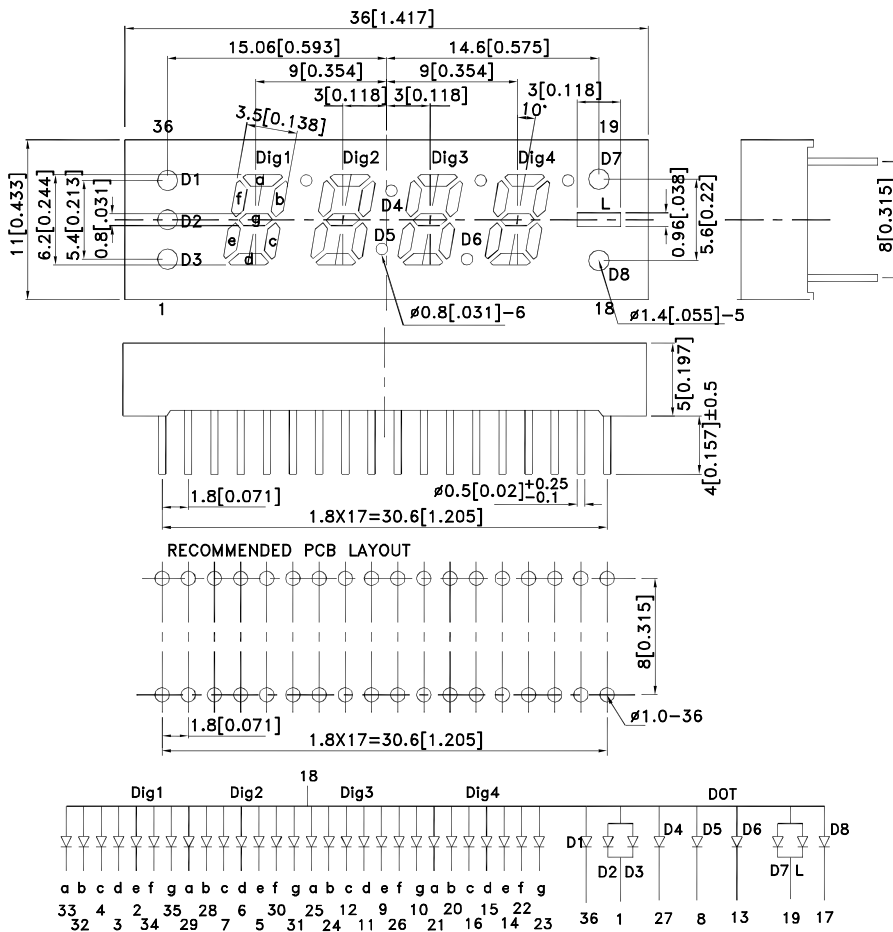 36[1.417]
15.06[0.593] 14.6[0.575]
9[0.354] 9[0.354]
3[0.118] 3[0.118] 3[0.118]
3.5[0.138] 10°
36 19
Dig1 Dig2 Dig3 Dig4 D7
D1 a
f b D4 L
D2 g
e c D5 D6
D3 d D8
11[0.433]
6.2[0.244]
5.4[0.213]
0.8[.031]
0.96[.038]
5.6[0.22]
8[0.315]
1 ø0.8[.031]-6 18 ø1.4[.055]-5
5[0.197]
4[0.157]±0.5
1.8[0.071] ø0.5[0.02]+0.25 -0.1
1.8X17=30.6[1.205]
RECOMMENDED PCB LAYOUT
8[0.315]
1.8[0.071] ø1.0-36
1.8X17=30.6[1.205]
18
Dig1 Dig2 Dig3 Dig4 DOT
D1 D4 D5 D6 D8
D2 D3 D7 L
a b c d e f g a b c d e f g a b c d e f g a b c d e f g
33 4 2 35 28 6 30 25 12 9 10 20 15 22
32 3 34 29 7 5 31 24 11 26 21 16 14 23
36 1 27 8 13 19 17